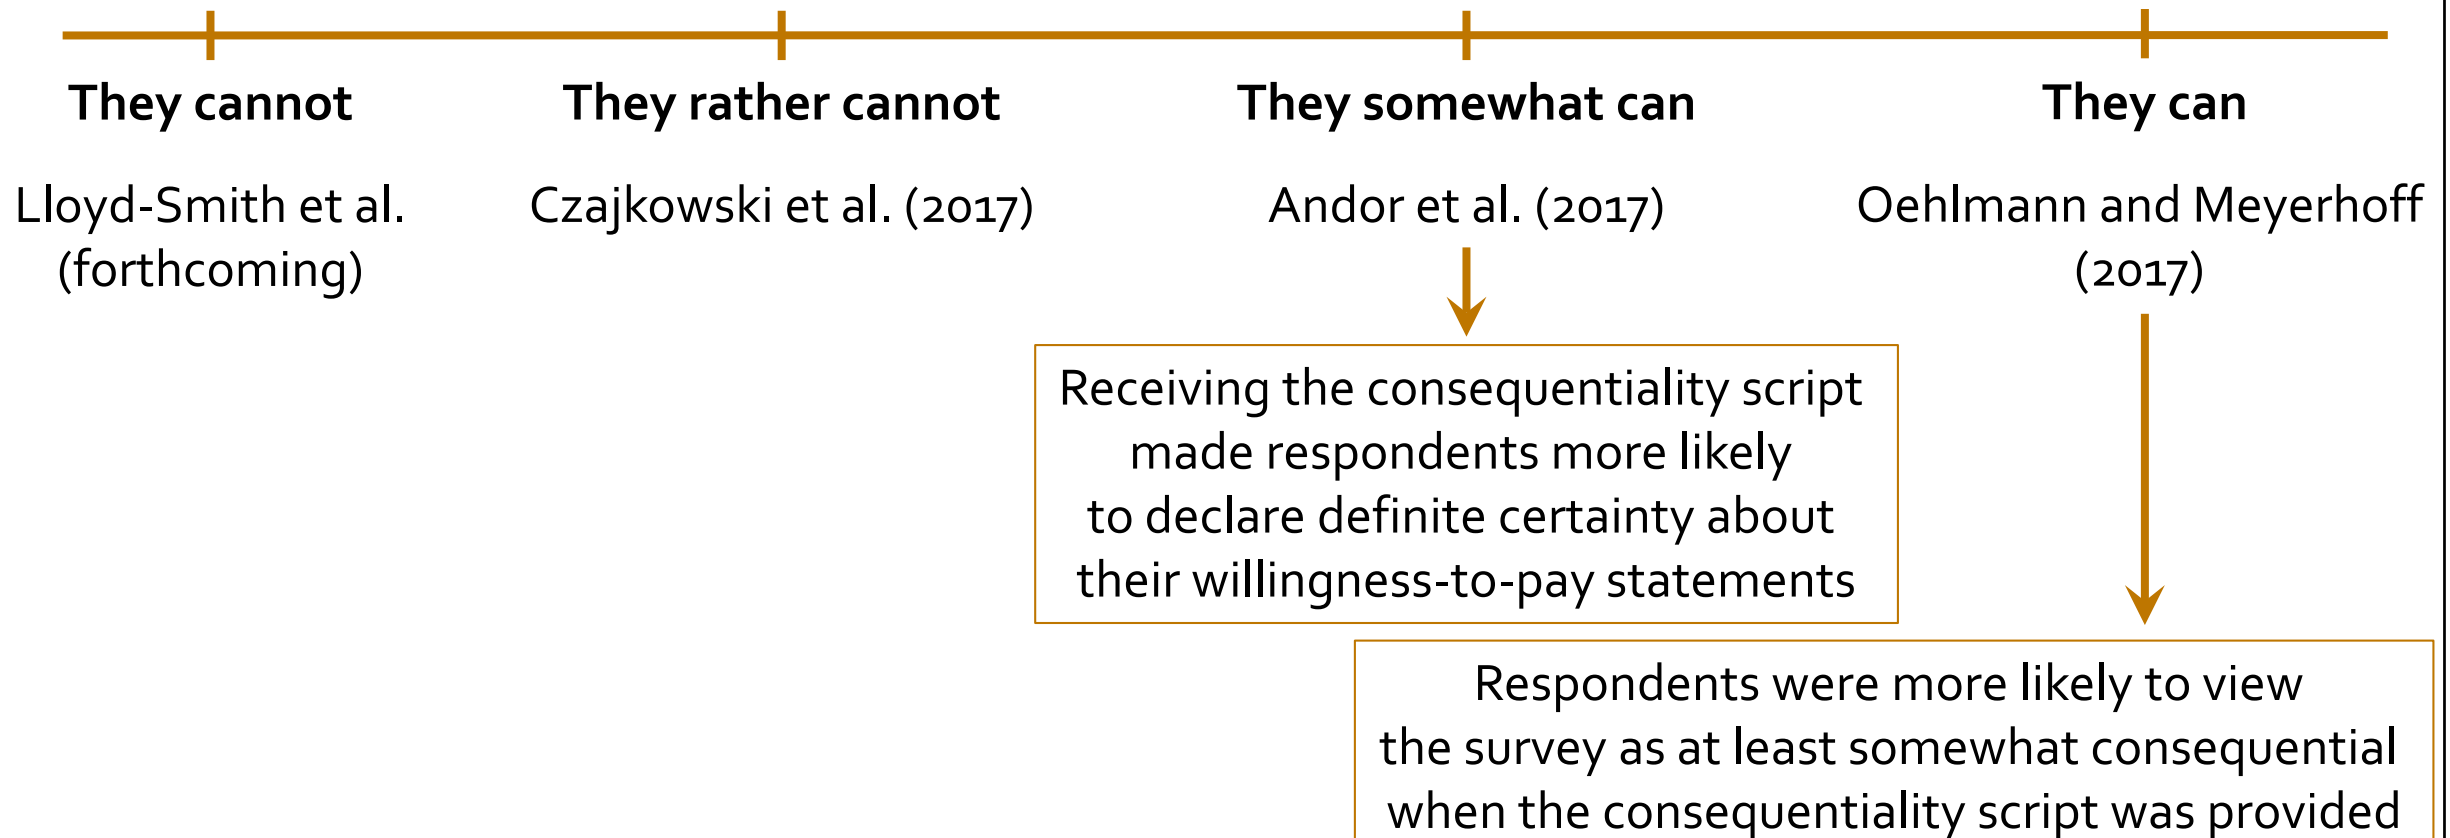 They cannot
They rather cannot
They somewhat can
They can
Lloyd-Smith et al.
(forthcoming)
Czajkowski et al. (2017)
Andor et al. (2017)
Oehlmann and Meyerhoff
(2017)
Receiving the consequentiality script
made respondents more likely
to declare definite certainty about
their willingness-to-pay statements
Respondents were more likely to view
the survey as at least somewhat consequential
when the consequentiality script was provided